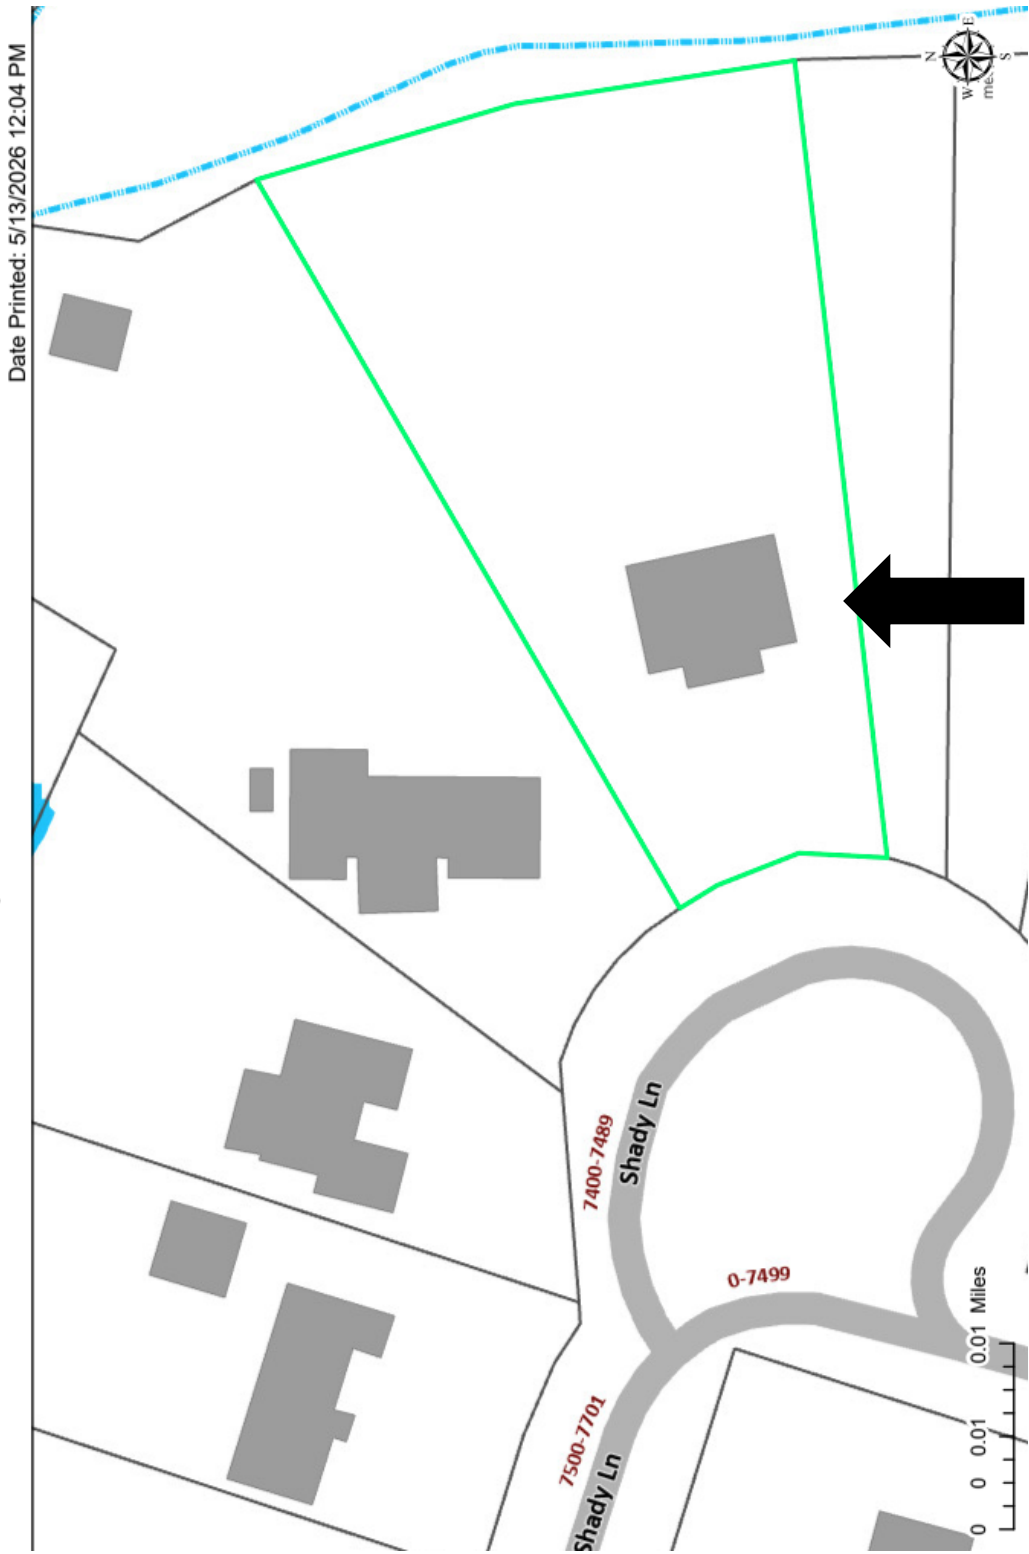 Date Printed: 5/13/2026 12:04 PM
N
E
S
W
Shady Ln
7400-7489
0-7499
7500-7701
Shady Ln
0 0 0.01 0.01 Miles